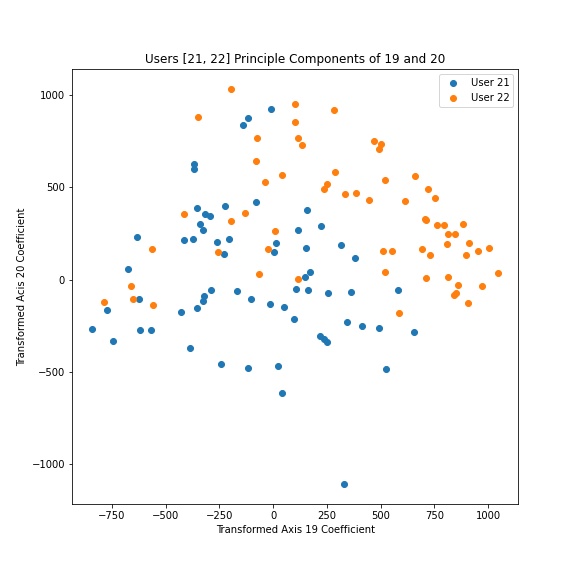 Users [21, 22] Principle Components of 19 and 20
User 21
User 22
Transformed Acis 20 Coefficient
1000
500
0
−500
−1000
−750
−500
−250
0
250
500
750
1000
Transformed Axis 19 Coefficient